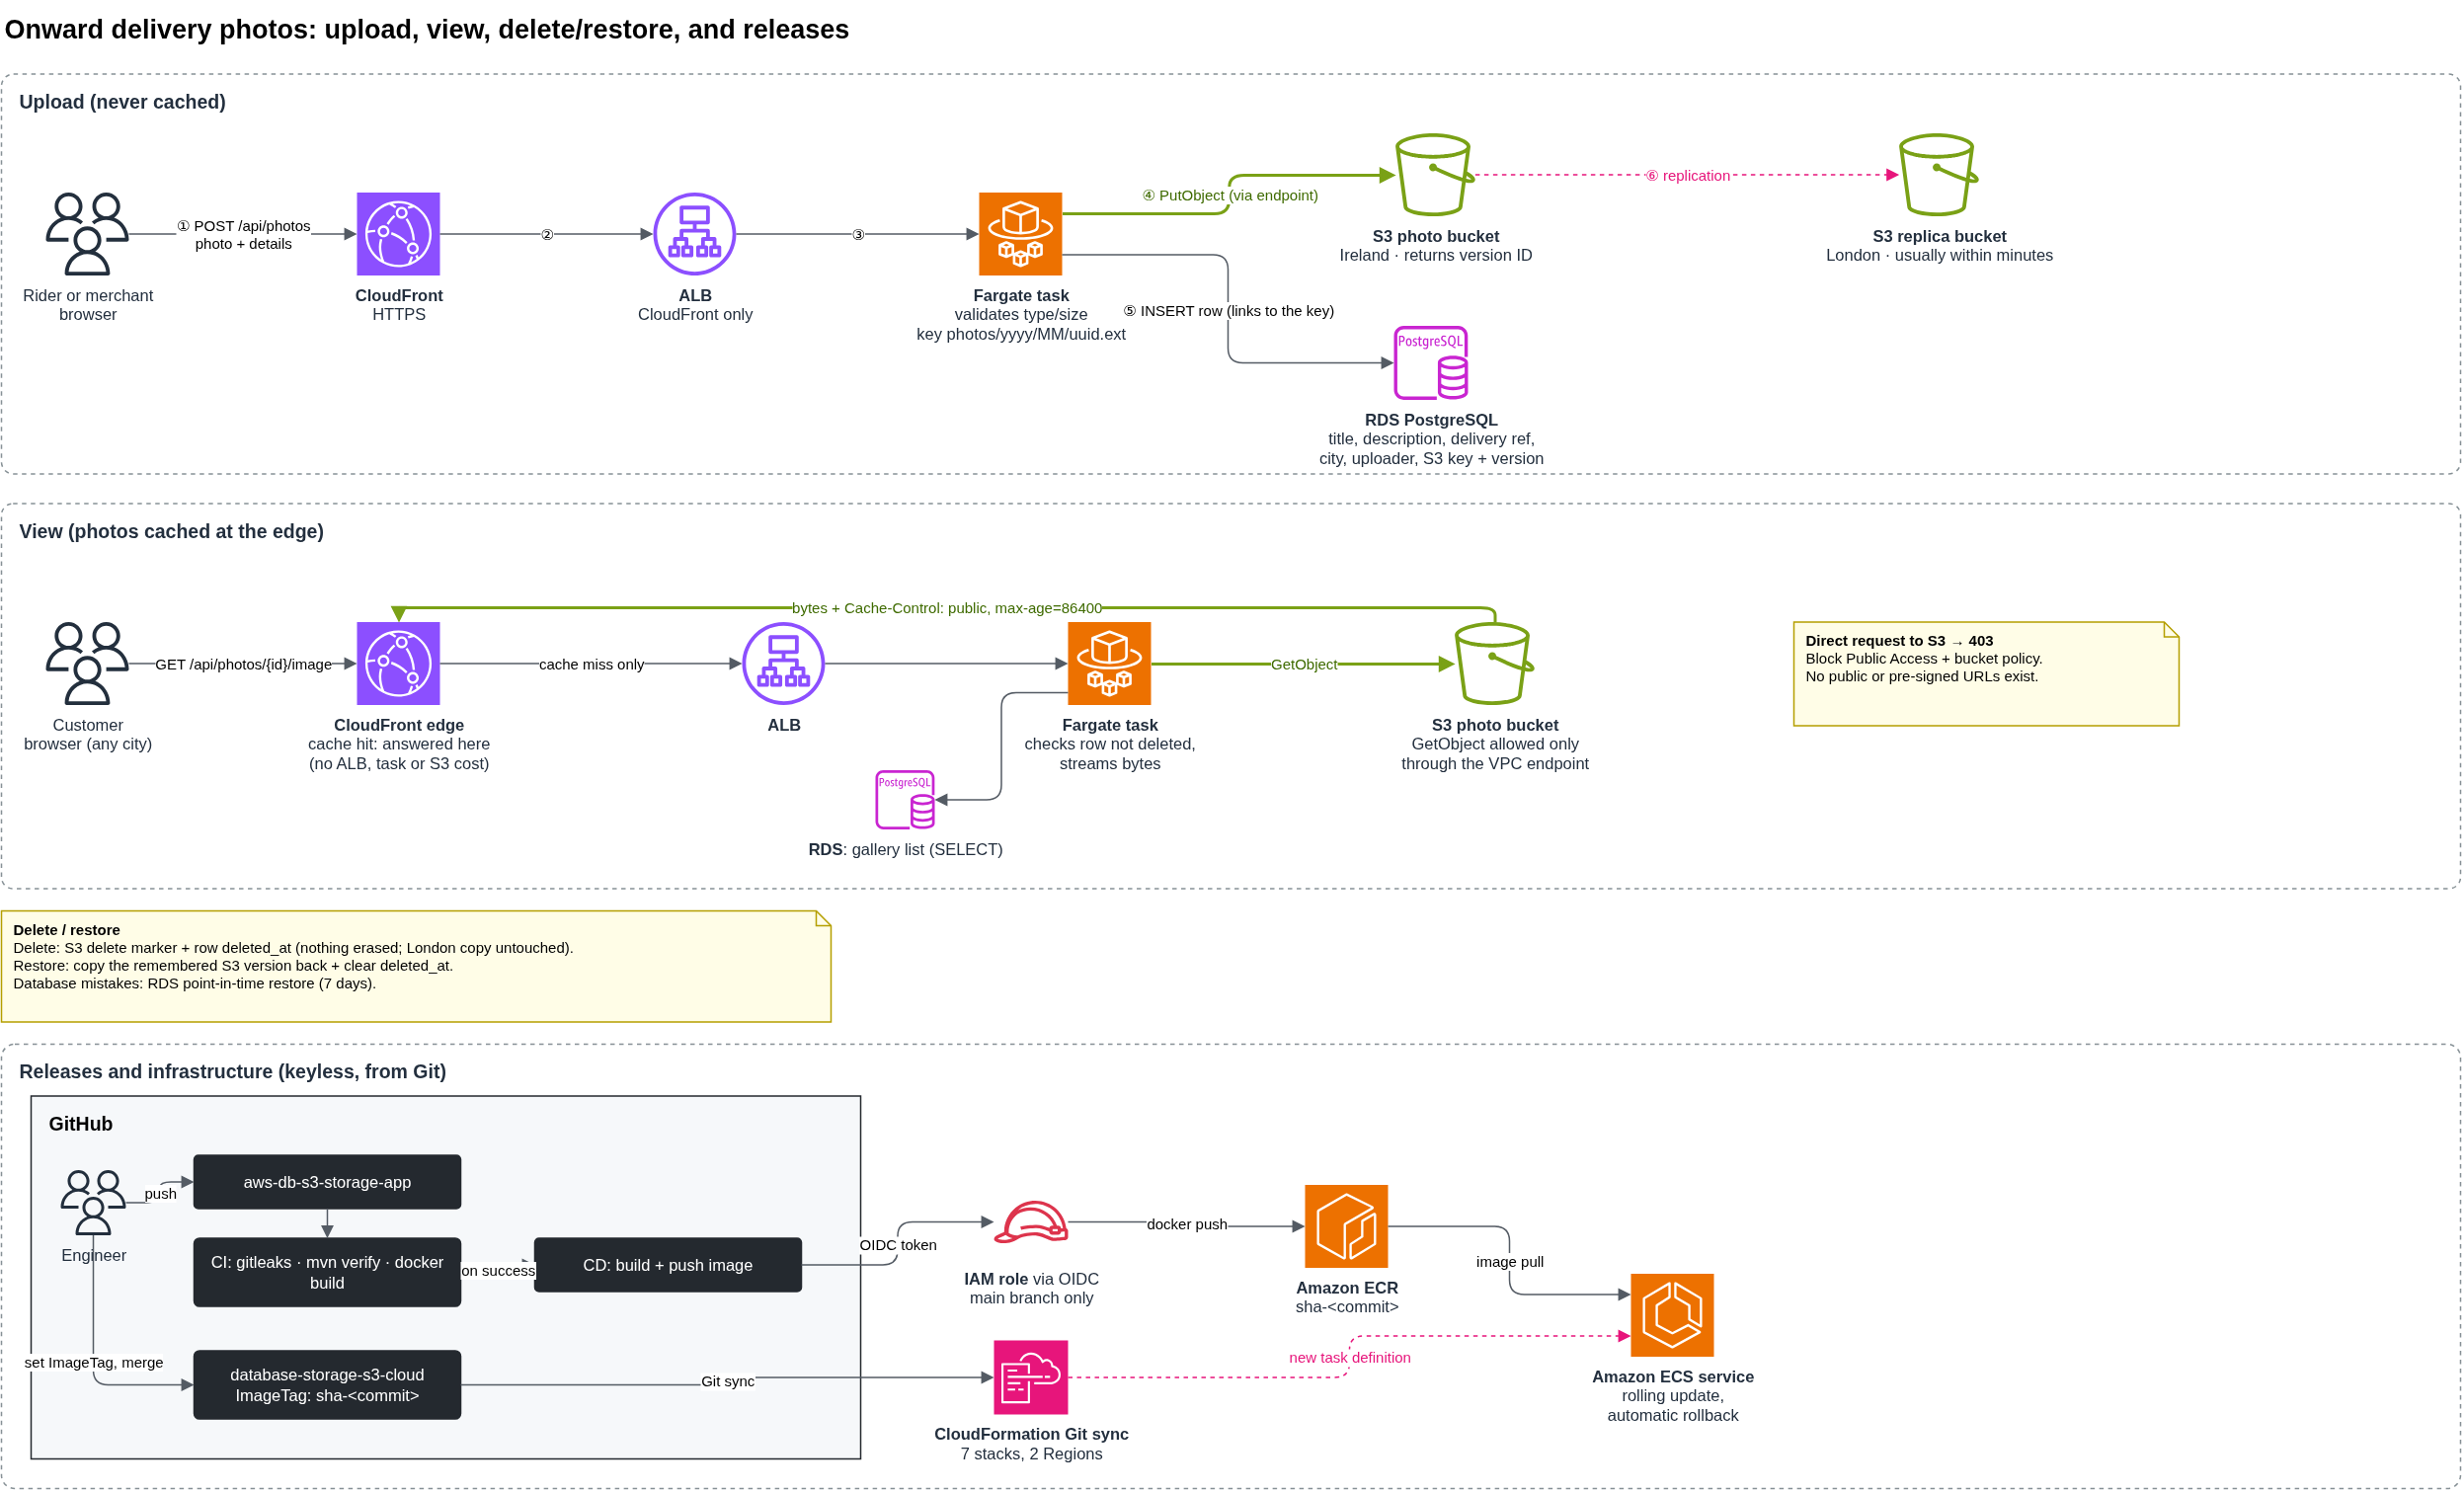 Onward delivery photos: upload, view, delete/restore, and releases
Upload (never cached)
① POST /api/photos
photo + details
②
③
④ PutObject (via endpoint)
⑤ INSERT row (links to the key)
⑥ replication
Rider or merchant
browser
CloudFront
HTTPS
ALB
CloudFront only
Fargate task
validates type/size
key photos/yyyy/MM/uuid.ext
S3 photo bucket
Ireland · returns version ID
S3 replica bucket
London · usually within minutes
PostgreSQL
RDS PostgreSQL
title, description, delivery ref,
city, uploader, S3 key + version
View (photos cached at the edge)
bytes + Cache-Control: public, max-age=86400
GET /api/photos/{id}/image
cache miss only
GetObject
Customer
browser (any city)
CloudFront edge
cache hit: answered here
(no ALB, task or S3 cost)
ALB
Fargate task
checks row not deleted,
streams bytes
S3 photo bucket
GetObject allowed only
through the VPC endpoint
Direct request to S3 → 403
Block Public Access + bucket policy.
No public or pre-signed URLs exist.
PostgreSQL
RDS: gallery list (SELECT)
Delete / restore
Delete: S3 delete marker + row deleted_at (nothing erased; London copy untouched).
Restore: copy the remembered S3 version back + clear deleted_at.
Database mistakes: RDS point-in-time restore (7 days).
Releases and infrastructure (keyless, from Git)
GitHub
Engineer
push
aws-db-s3-storage-app
CI: gitleaks · mvn verify · docker
build
on success
CD: build + push image
set ImageTag, merge
database-storage-s3-cloud
ImageTag: sha-<commit>
OIDC token
IAM role via OIDC
main branch only
docker push
Amazon ECR
sha-<commit>
image pull
Git sync
CloudFormation Git sync
7 stacks, 2 Regions
new task definition
Amazon ECS service
rolling update,
automatic rollback